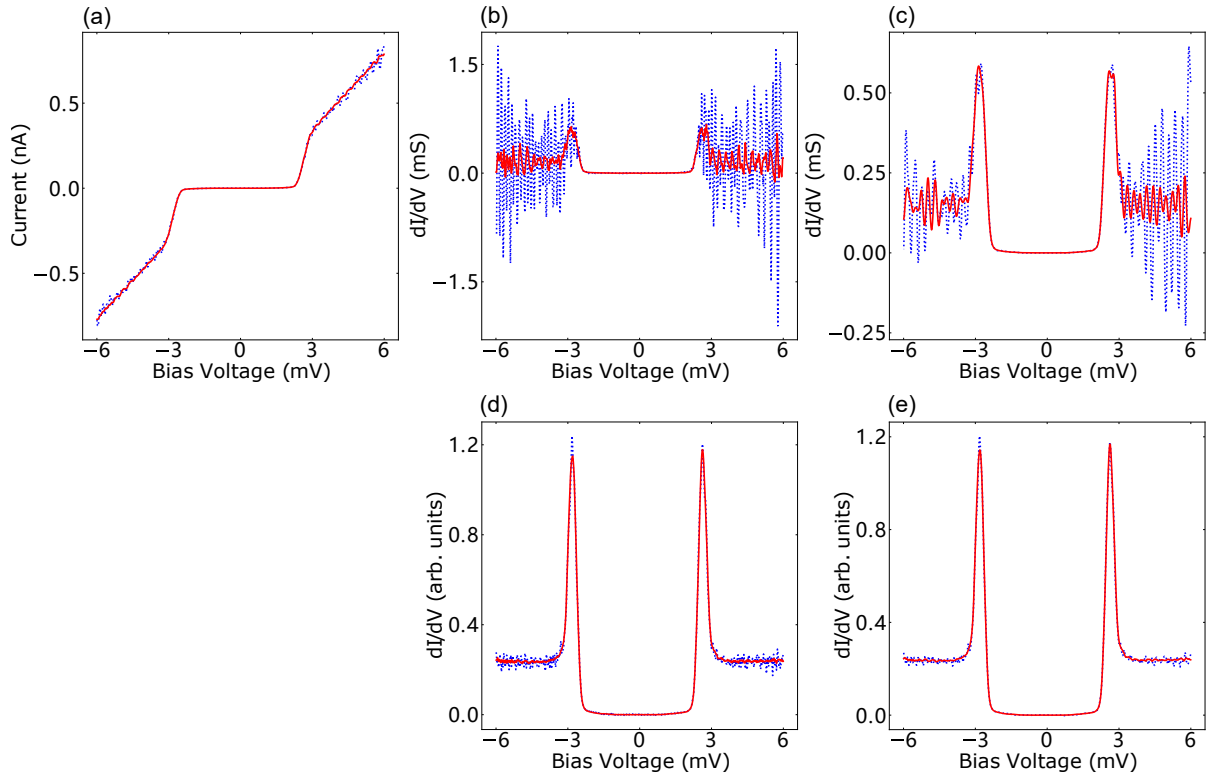 (a)
Current (nA)
0.5
0.0
−0.5
−6
−3
0
3
6
Bias Voltage (mV)
(b)
dI/dV (mS)
1.5
0.0
−1.5
−6
−3
0
3
6
Bias Voltage (mV)
(c)
dI/dV (mS)
0.50
0.25
0.00
−0.25
−6
−3
0
3
6
Bias Voltage (mV)
(d)
dI/dV (arb. units)
1.2
0.8
0.4
0.0
−6
−3
0
3
6
Bias Voltage (mV)
(e)
dI/dV (arb. units)
1.2
0.8
0.4
0.0
−6
−3
0
3
6
Bias Voltage (mV)